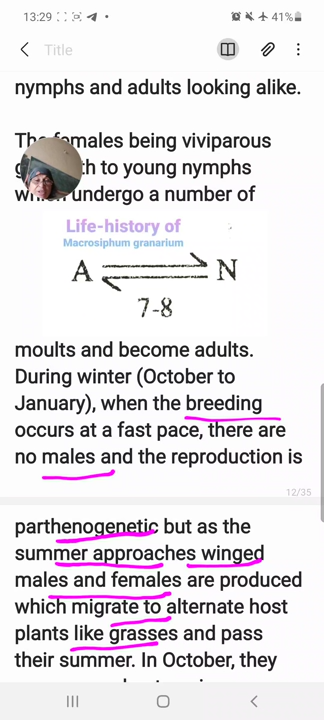 13:29
41%
Title
nymphs and adults looking alike.
The females being viviparous
to young nymphs
undergo a number of
Life-history of
Macrosiphum granarium
A N
7-8
moults and become adults.
During winter (October to
January), when the breeding
occurs at a fast pace, there are
no males and the reproduction is
12/35
parthenogenetic but as the
summer approaches winged
males and females are produced
which migrate to alternate host
plants like grasses and pass
their summer. In October, they